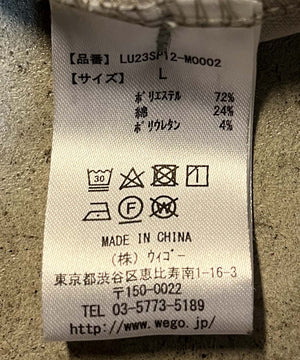 【品番】 LU23SP12-M0002
【サイズ】 L
ポリエステル 72%
綿 24%
ポリウレタン 4%
30
F W
MADE IN CHINA
(株) ウィゴー
東京都渋谷区恵比寿南1-16-3
〒150-0022
TEL 03-5773-5189
http://www.wego.jp/